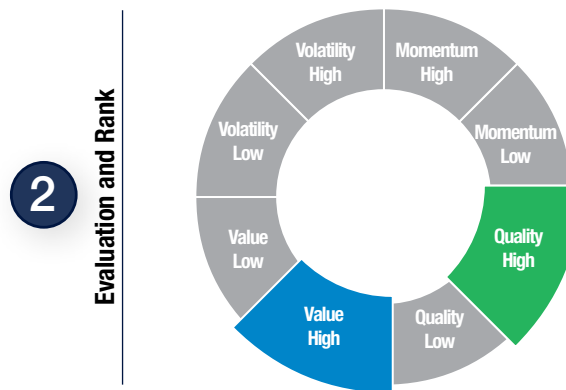 2
Evaluation and Rank
Volatility
High
Momentum
High
Volatility
Low
Momentum
Low
Value
Low
Quality
High
Value
High
Quality
Low